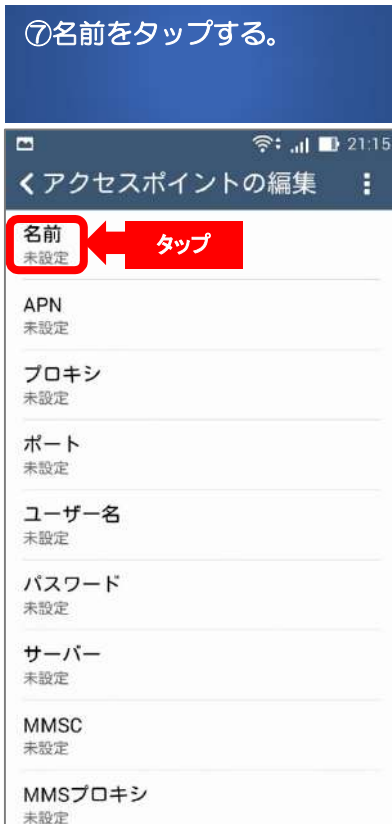 ⑦名前をタップする。
21:15
アクセスポイントの編集
名前
タップ
未設定
APN
未設定
プロキシ
未設定
ポート
未設定
ユーザー名
未設定
パスワード
未設定
サーバー
未設定
MMSC
未設定
MMSプロキシ
未設定